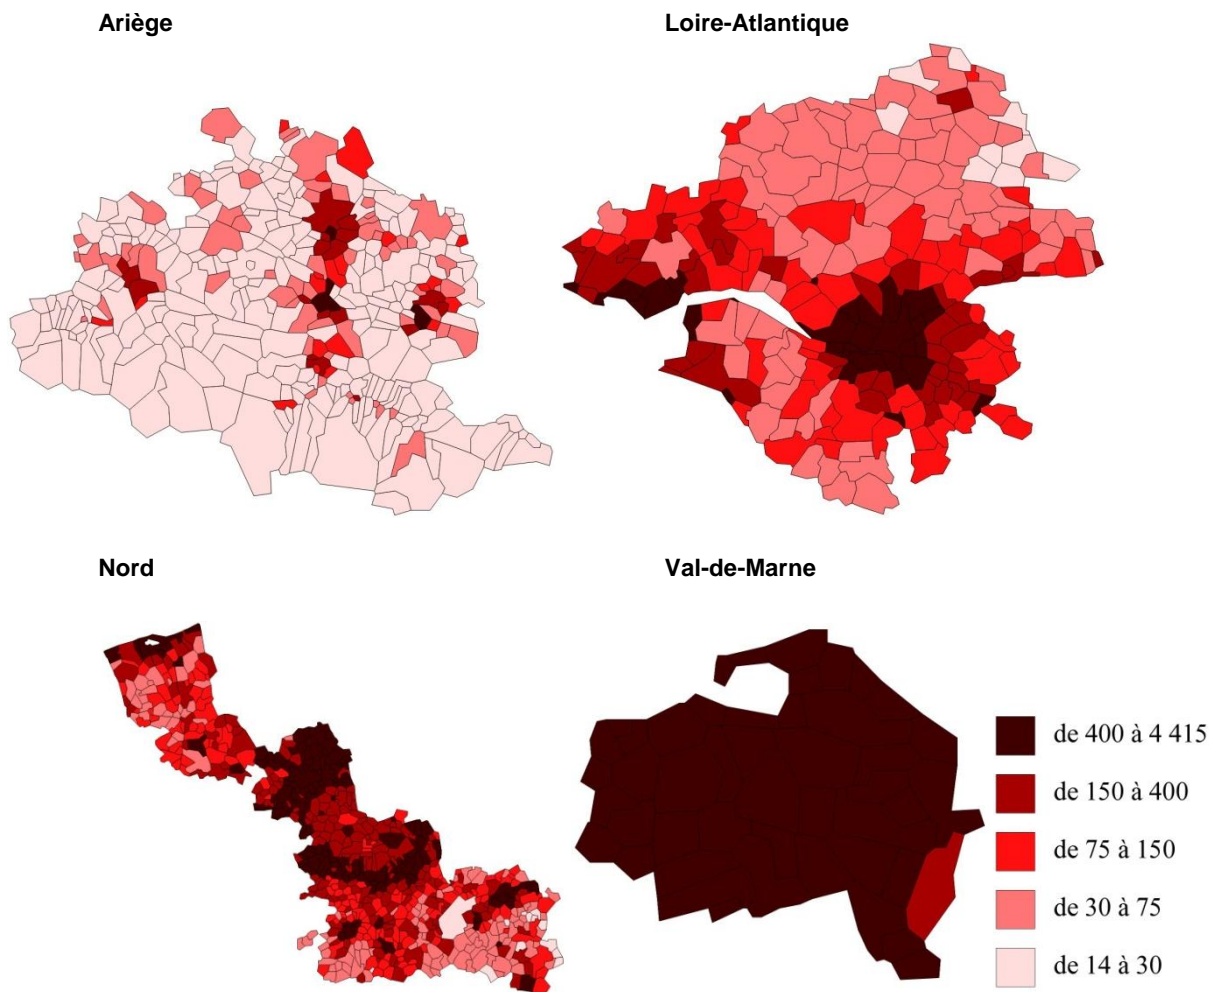 Ariège
Loire-Atlantique
Nord
Val-de-Marne
de 400 à 4 415
de 150 à 400
de 75 à 150
de 30 à 75
de 14 à 30